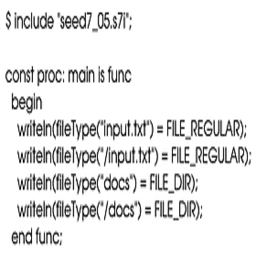 $ include "seed7_05.s7i";
const proc: main is func
begin
writeln(fileType("input.txt") = FILE_REGULAR);
writeln(fileType("/input.txt") = FILE_REGULAR);
writeln(fileType("docs") = FILE_DIR);
writeln(fileType("/docs") = FILE_DIR);
end func;